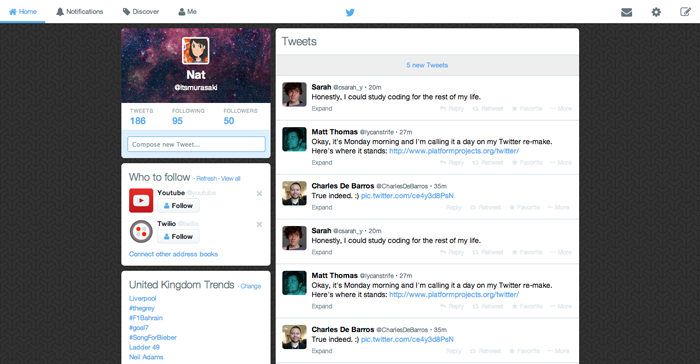 Home
Notifications
Discover
Me
Nat
@Itsmurasaki
TWEETS
186
FOLLOWING
95
FOLLOWERS
50
Compose new Tweet...
Who to follow · Refresh · View all
Youtube @youtube
Follow
Twilio @twilio
Follow
Connect other address books
United Kingdom Trends · Change
Liverpool
#thegrey
#F1Bahrain
#goal7
#SongForBieber
Ladder 49
Neil Adams
Tweets
5 new Tweets
Sarah @csarah_y · 20m
Honestly, I could study coding for the rest of my life.
Expand
Reply Retweet Favorite ··· More
Matt Thomas @lycanstrife · 27m
Okay, it's Monday morning and I'm calling it a day on my Twitter re-make.
Here's where it stands: http://www.platformprojects.org/twitter/
Expand
Reply Retweet Favorite ··· More
Charles De Barros @CharlesDeBarros · 35m
True indeed. :) pic.twitter.com/ce4y3d8PsN
Expand
Reply Retweet Favorite ··· More
Sarah @csarah_y · 20m
Honestly, I could study coding for the rest of my life.
Expand
Reply Retweet Favorite ··· More
Matt Thomas @lycanstrife · 27m
Okay, it's Monday morning and I'm calling it a day on my Twitter re-make.
Here's where it stands: http://www.platformprojects.org/twitter/
Expand
Reply Retweet Favorite ··· More
Charles De Barros @CharlesDeBarros · 35m
True indeed. :) pic.twitter.com/ce4y3d8PsN
Expand
Reply Retweet Favorite ··· More